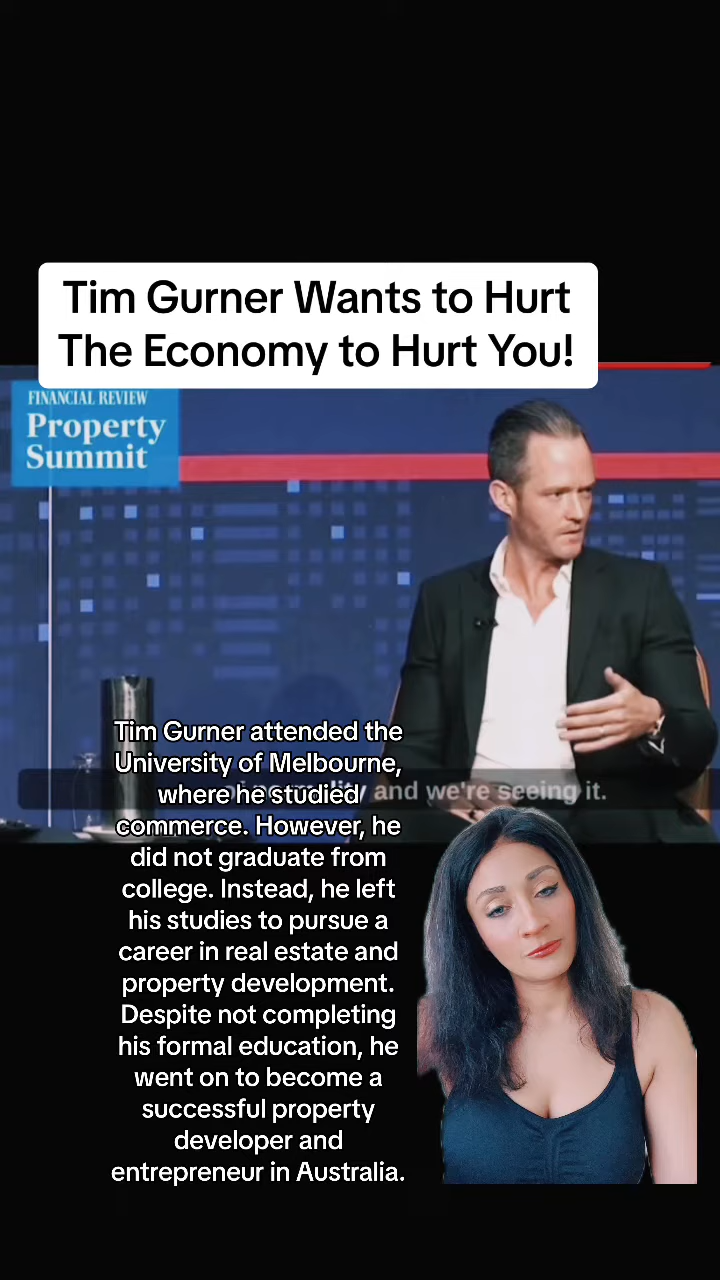 Tim Gurner Wants to Hurt
The Economy to Hurt You!
FINANCIAL REVIEW
Property
Summit
Tim Gurner attended the
University of Melbourne,
where he studied
commerce. However, he
did not graduate from
college. Instead, he left
his studies to pursue a
career in real estate and
property development.
Despite not completing
his formal education, he
went on to become a
successful property
developer and
entrepreneur in Australia.
and we're seeing it.